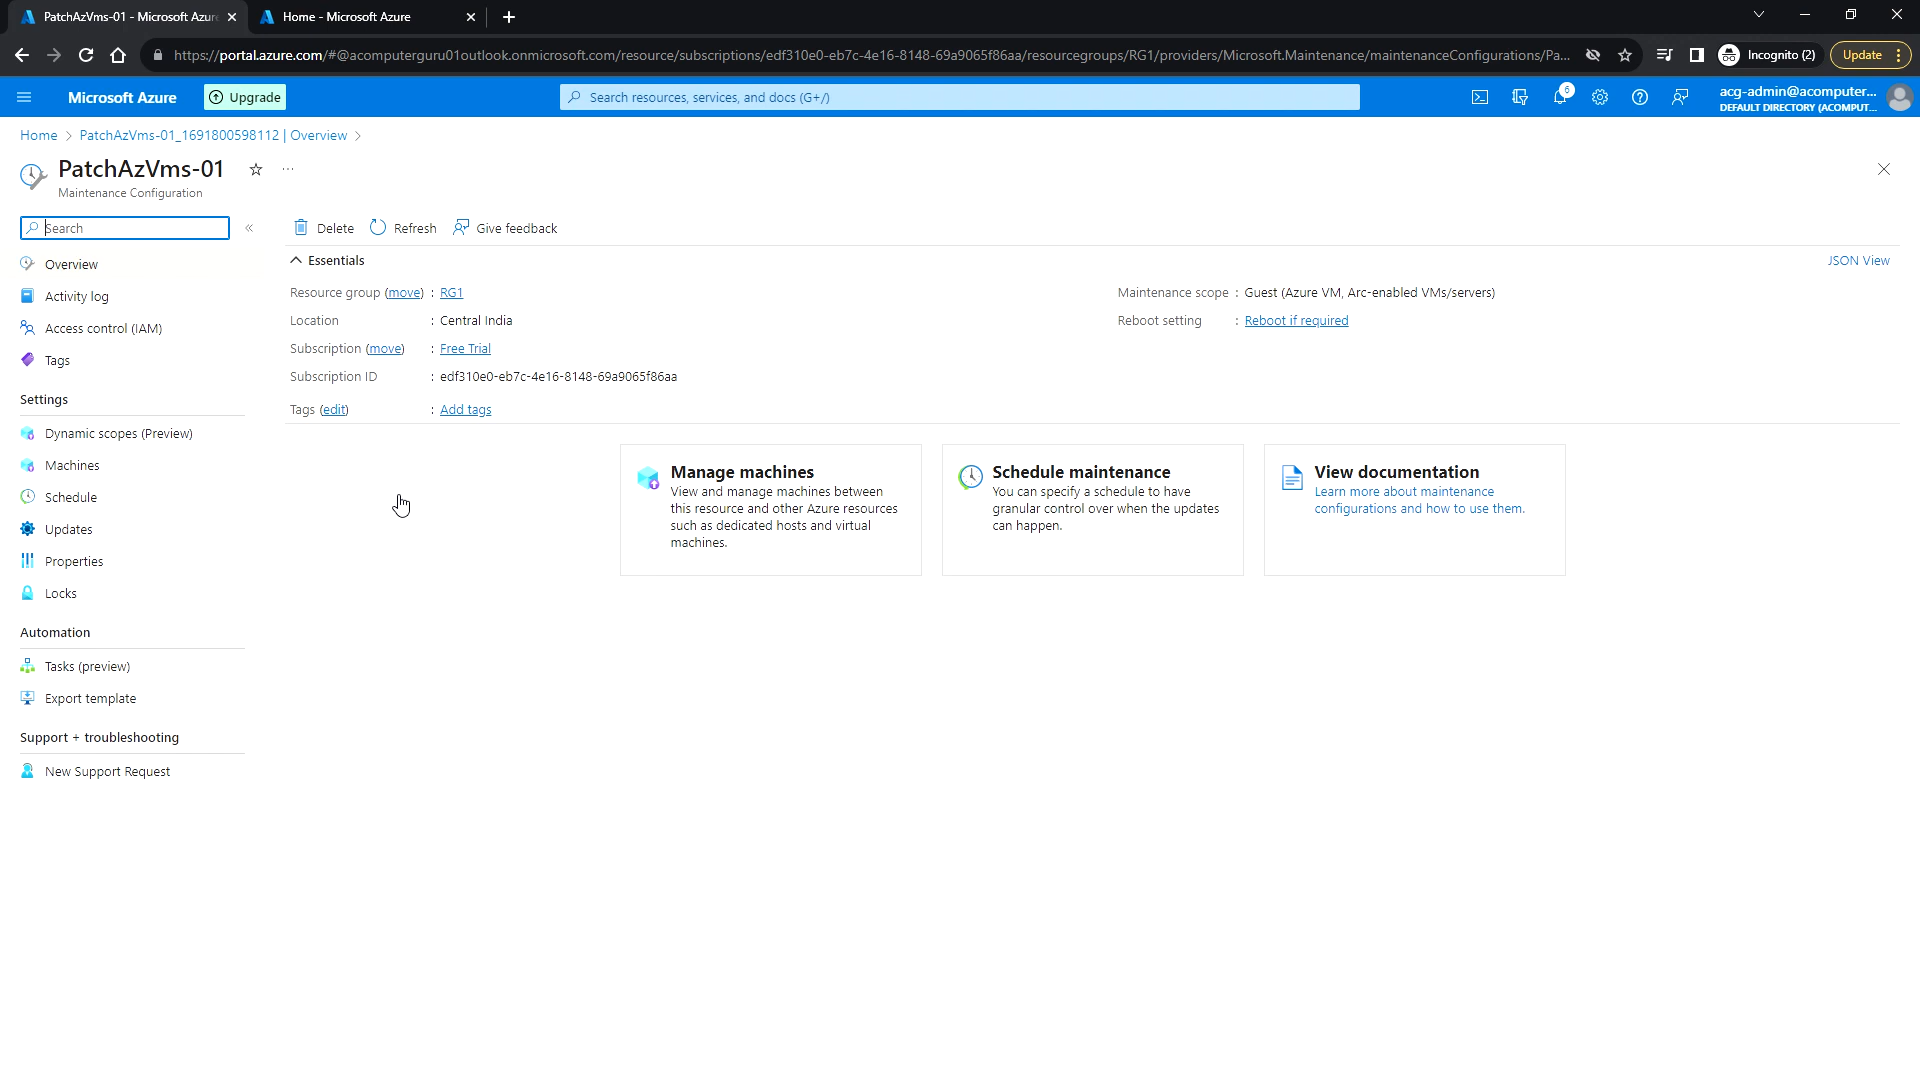 PatchAzVms-01 - Microsoft Azur
Home - Microsoft Azure
https://portal.azure.com/#@acomputerguru01outlook.onmicrosoft.com/resource/subscriptions/edf310e0-eb7c-4e16-8148-69a9065f86aa/resourcegroups/RG1/providers/Microsoft.Maintenance/maintenanceConfigurations/Pa...
Incognito (2)
Update
Microsoft Azure
Upgrade
Search resources, services, and docs (G+/)
6
acg-admin@acomputer...
DEFAULT DIRECTORY (ACOMPUT...
Home > PatchAzVms-01_1691800598112 | Overview >
PatchAzVms-01
Maintenance Configuration
Search
Overview
Activity log
Access control (IAM)
Tags
Settings
Dynamic scopes (Preview)
Machines
Schedule
Updates
Properties
Locks
Automation
Tasks (preview)
Export template
Support + troubleshooting
New Support Request
Delete
Refresh
Give feedback
Essentials
JSON View
Resource group (move) : RG1
Location : Central India
Subscription (move) : Free Trial
Subscription ID : edf310e0-eb7c-4e16-8148-69a9065f86aa
Tags (edit) : Add tags
Maintenance scope : Guest (Azure VM, Arc-enabled VMs/servers)
Reboot setting : Reboot if required
Manage machines
View and manage machines between
this resource and other Azure resources
such as dedicated hosts and virtual
machines.
Schedule maintenance
You can specify a schedule to have
granular control over when the updates
can happen.
View documentation
Learn more about maintenance
configurations and how to use them.